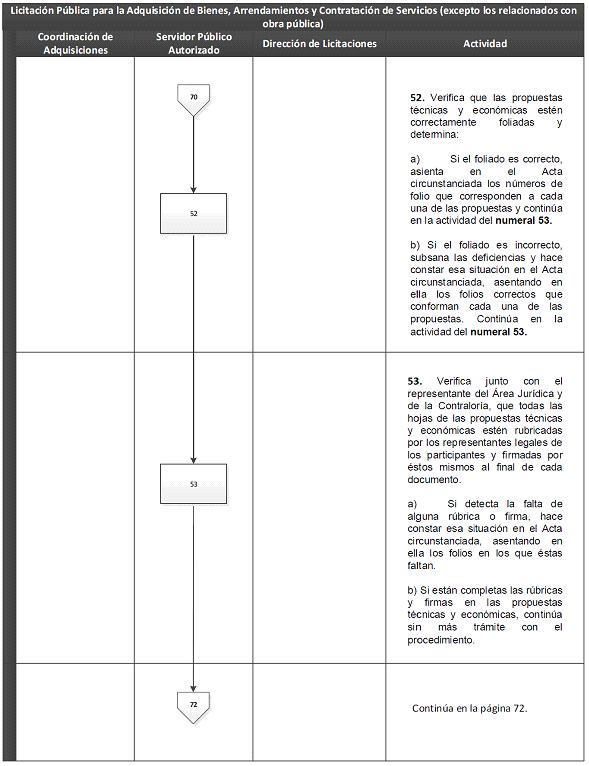 Licitación Pública para la Adquisición de Bienes, Arrendamientos y Contratación de Servicios (excepto los relacionados con
obra pública)
Coordinación de
Adquisiciones
Servidor Público
Autorizado
Dirección de Licitaciones
Actividad
70
52. Verifica que las propuestas
técnicas y económicas estén
correctamente foliadas y
determina:
a) Si el foliado es correcto,
asienta en el Acta
circunstanciada los números de
folio que corresponden a cada
una de las propuestas y continúa
en la actividad del numeral 53.
52
b) Si el foliado es incorrecto,
subsana las deficiencias y hace
constar esa situación en el Acta
circunstanciada, asentando en
ella los folios correctos que
conforman cada una de las
propuestas. Continúa en la
actividad del numeral 53.
53. Verifica junto con el
representante del Área Jurídica y
de la Contraloría, que todas las
hojas de las propuestas técnicas
y económicas estén rubricadas
por los representantes legales de
los participantes y firmadas por
éstos mismos al final de cada
documento.
53
a) Si detecta la falta de
alguna rúbrica o firma, hace
constar esa situación en el Acta
circunstanciada, asentando en
ella los folios en los que éstas
faltan.
b) Si están completas las rúbricas
y firmas en las propuestas
técnicas y económicas, continúa
sin más trámite con el
procedimiento.
72
Continúa en la página 72.